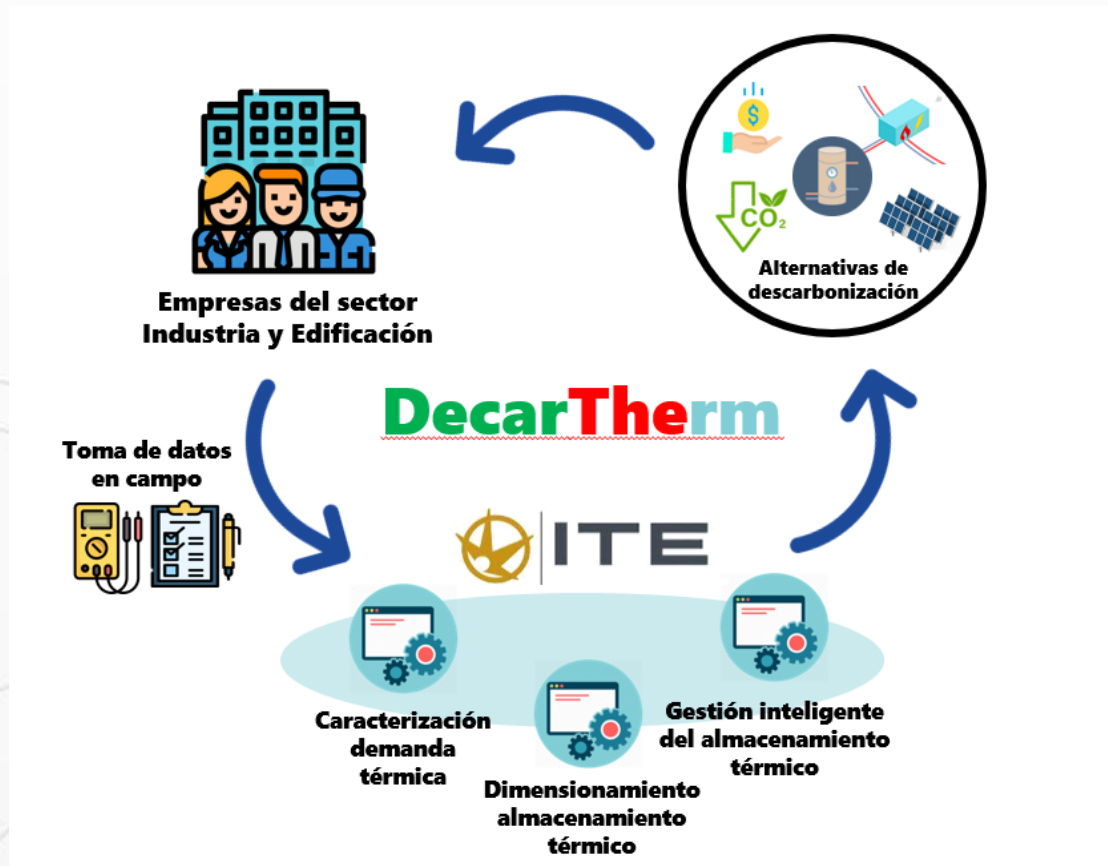 $
CO₂
Alternativas de
descarbonización
Empresas del sector
Industria y Edificación
DecarTherm
Toma de datos
en campo
ITE
Caracterización
demanda
térmica
Dimensionamiento
almacenamiento
térmico
Gestión inteligente
del almacenamiento
térmico